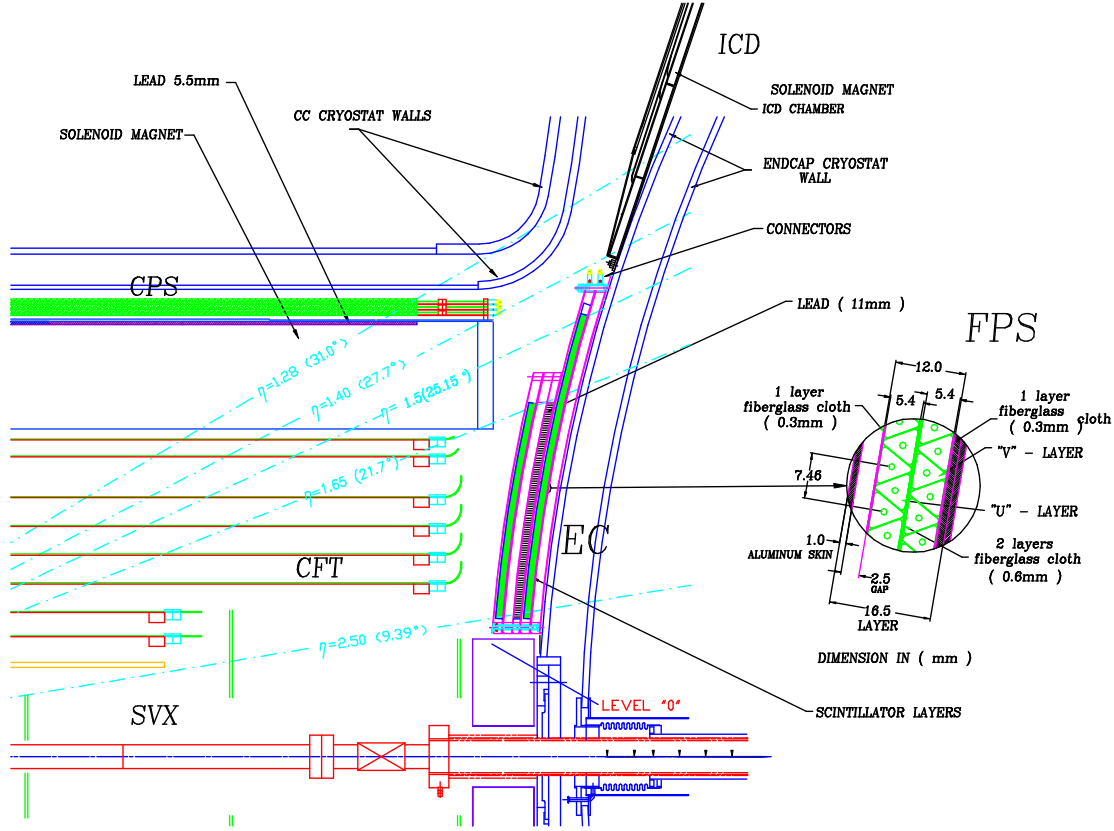 ICD
LEAD 5.5mm
SOLENOID MAGNET
ICD CHAMBER
CC CRYOSTAT WALLS
SOLENOID MAGNET
ENDCAP CRYOSTAT
WALL
CONNECTORS
CPS
LEAD ( 11mm )
FPS
η=1.28 (31.0°)
η=1.40 (27.7°)
η= 1.5(25.15 °)
η=1.65 (21.7°)
η=2.50 (9.39°)
12.0
5.4
5.4
1 layer
fiberglass cloth
( 0.3mm )
1 layer
fiberglass
( 0.3mm )
cloth
"V" - LAYER
7.46
"U" - LAYER
EC
CFT
1.0
ALUMINUM SKIN
2 layers
fiberglass cloth
( 0.6mm )
2.5
GAP
16.5
LAYER
DIMENSION IN ( mm )
SVX
LEVEL "0"
SCINTILLATOR LAYERS